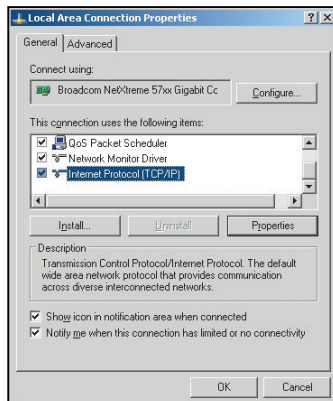 Local Area Connection Properties
General Advanced
Connect using:
Broadcom NetXtreme 57xx Gigabit Cc
Configure...
This connection uses the following items:
QoS Packet Scheduler
Network Monitor Driver
Internet Protocol (TCP/IP)
Install... Uninstall Properties
Description
Transmission Control Protocol/Internet Protocol. The default
wide area network protocol that provides communication
across diverse interconnected networks.
Show icon in notification area when connected
Notify me when this connection has limited or no connectivity
OK Cancel